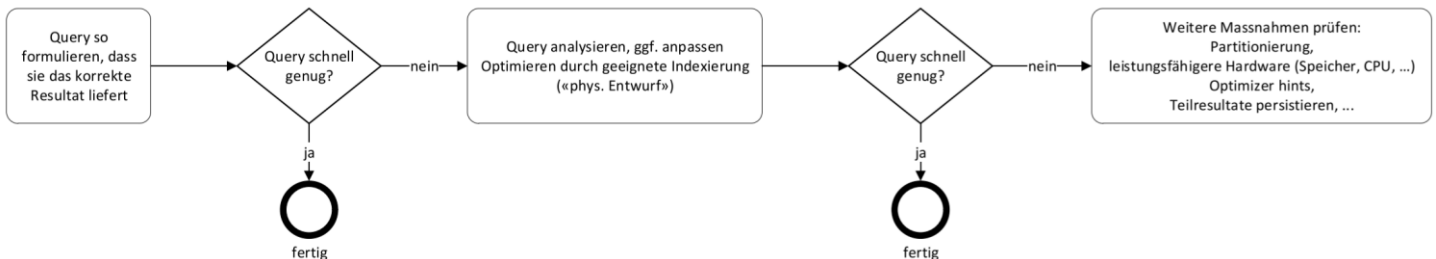 Query so
formulieren, dass
sie das korrekte
Resultat liefert
Query schnell
genug?
nein
ja
fertig
Query analysieren, ggf. anpassen
Optimieren durch geeignete Indexierung
(«phys. Entwurf»)
Query schnell
genug?
nein
ja
fertig
Weitere Massnahmen prüfen:
Partitionierung,
leistungsfähigere Hardware (Speicher, CPU, ...)
Optimizer hints,
Teilresultate persistieren, ...